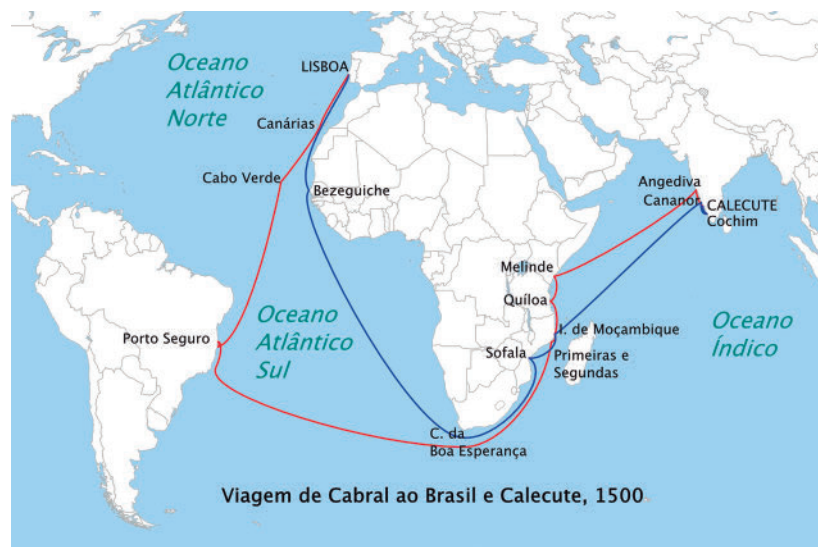 Oceano
Atlântico
Norte
LISBOA
Canárias
Cabo Verde
Bezeguiche
Angediva
Cananor
CALECUTE
Cochim
Melinde
Quíloa
Porto Seguro
Oceano
Atlântico
Sul
I. de Moçambique
Oceano
Índico
Sofala
Primeiras e
Segundas
C. da
Boa Esperança
Viagem de Cabral ao Brasil e Calecute, 1500